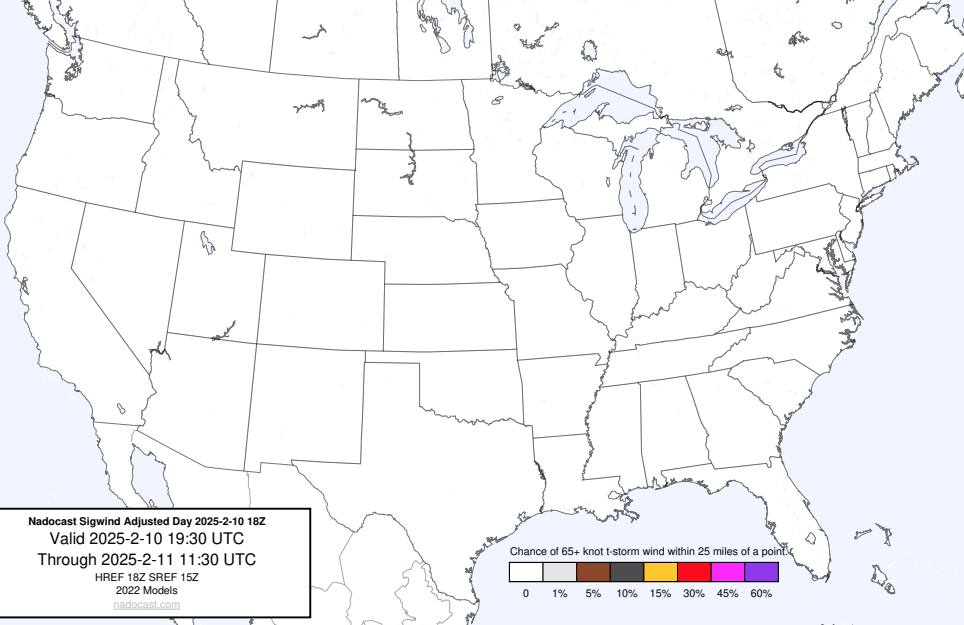 Nadocast Sigwind Adjusted Day 2025-2-10 18Z
Valid 2025-2-10 19:30 UTC
Through 2025-2-11 11:30 UTC
HREF 18Z SREF 15Z
2022 Models
nadocast.com
Chance of 65+ knot t-storm wind within 25 miles of a point.
0 1% 5% 10% 15% 30% 45% 60%